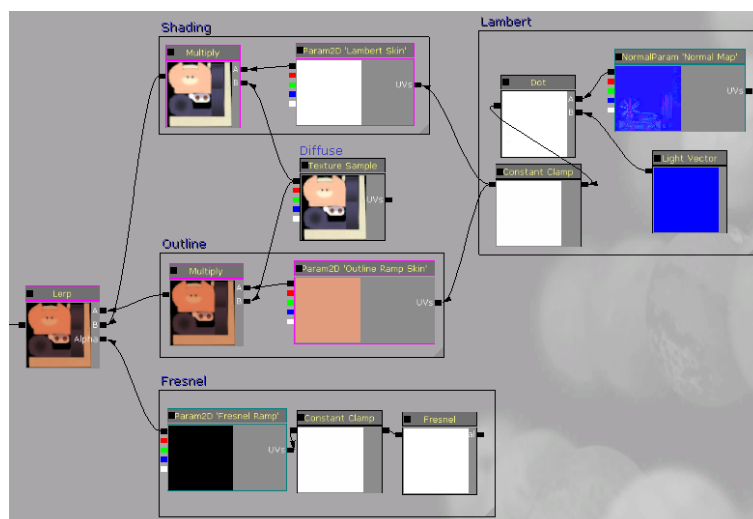 Shading
Multiply
A
B
Param2D 'Lambert Skin'
UVs
Lambert
Dot
A
B
NormalParam 'Normal Map'
UVs
Constant Clamp
Light Vector
Diffuse
Texture Sample
UVs
Outline
Multiply
A
B
Param2D 'Outline Ramp Skin'
UVs
Lerp
A
B
Alpha
Fresnel
Param2D 'Fresnel Ramp'
UVs
Constant Clamp
Fresnel